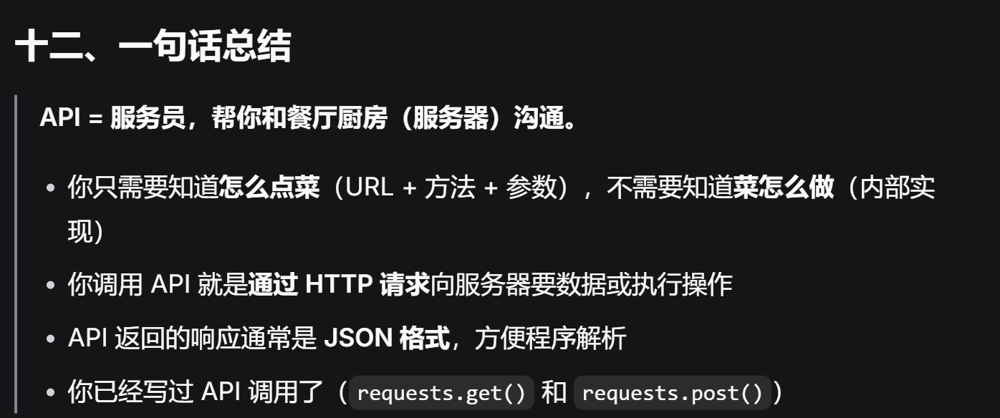 十二、一句话总结
API = 服务员，帮你和餐厅厨房（服务器）沟通。
• 你只需要知道怎么点菜（URL + 方法 + 参数），不需要知道菜怎么做（内部实
现）
• 你调用 API 就是通过 HTTP 请求向服务器要数据或执行操作
• API 返回的响应通常是 JSON 格式，方便程序解析
• 你已经写过 API 调用了（requests.get() 和 requests.post()）